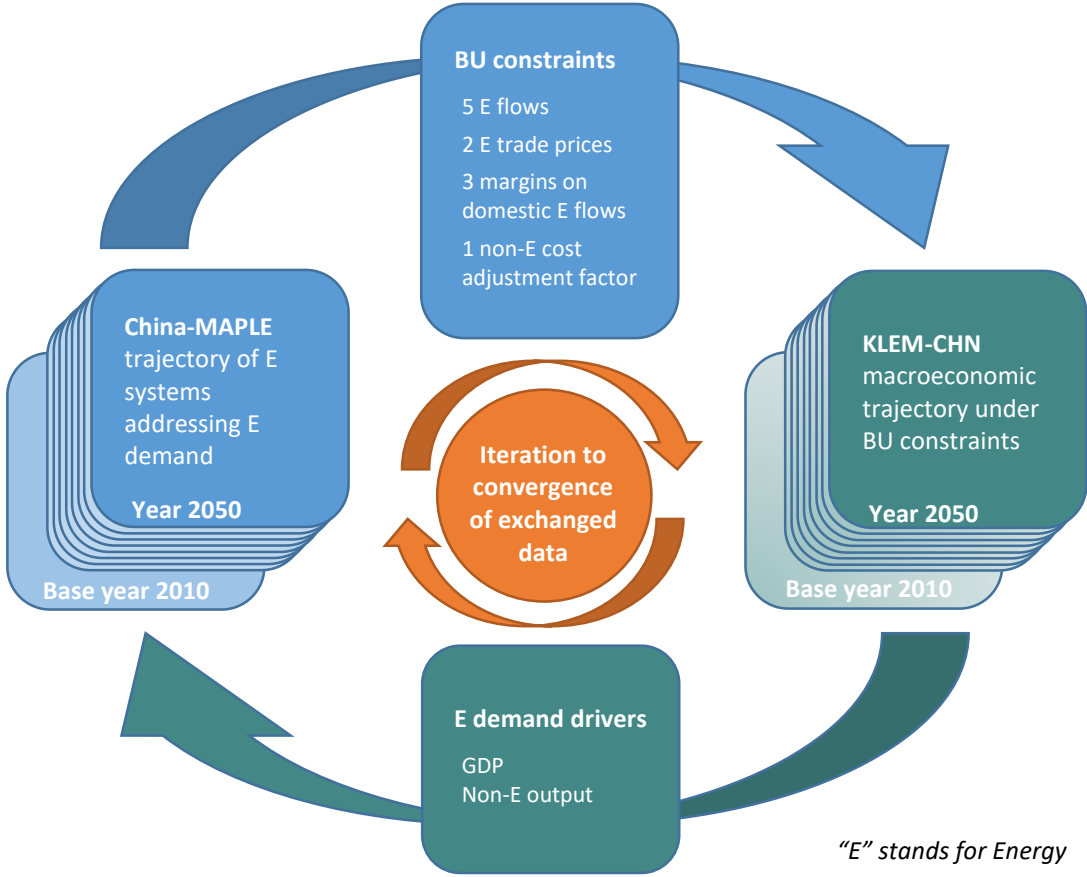 BU constraints
5 E flows
2 E trade prices
3 margins on
domestic E flows
1 non-E cost
adjustment factor
China-MAPLE
trajectory of E
systems
addressing E
demand
Year 2050
Base year 2010
Iteration to
convergence
of exchanged
data
KLEM-CHN
macroeconomic
trajectory under
BU constraints
Year 2050
Base year 2010
E demand drivers
GDP
Non-E output
“E” stands for Energy